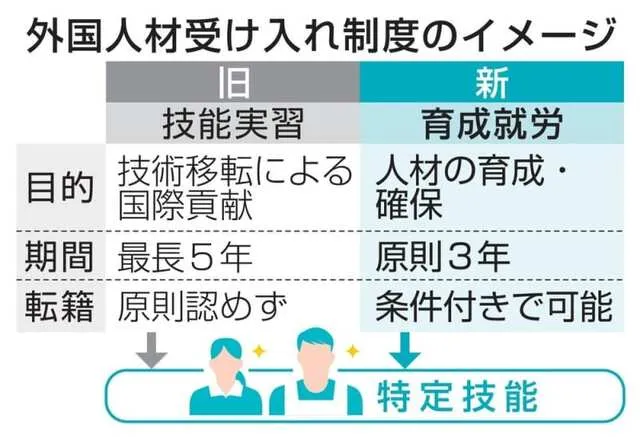 外国人材受け入れ制度のイメージ
旧
新
技能実習
育成就労
目的
技術移転による
国際貢献
人材の育成・
確保
期間
最長5年
原則3年
転籍
原則認めず
条件付きで可能
特定技能